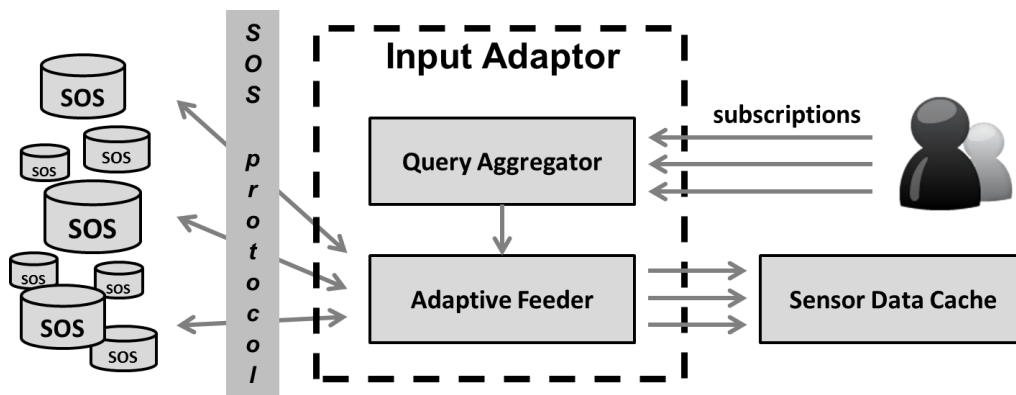 SOS
SOS
SOS
SOS
SOS
SOS
SOS
SOS
SOS protocol
Input Adaptor
Query Aggregator
Adaptive Feeder
subscriptions
Sensor Data Cache